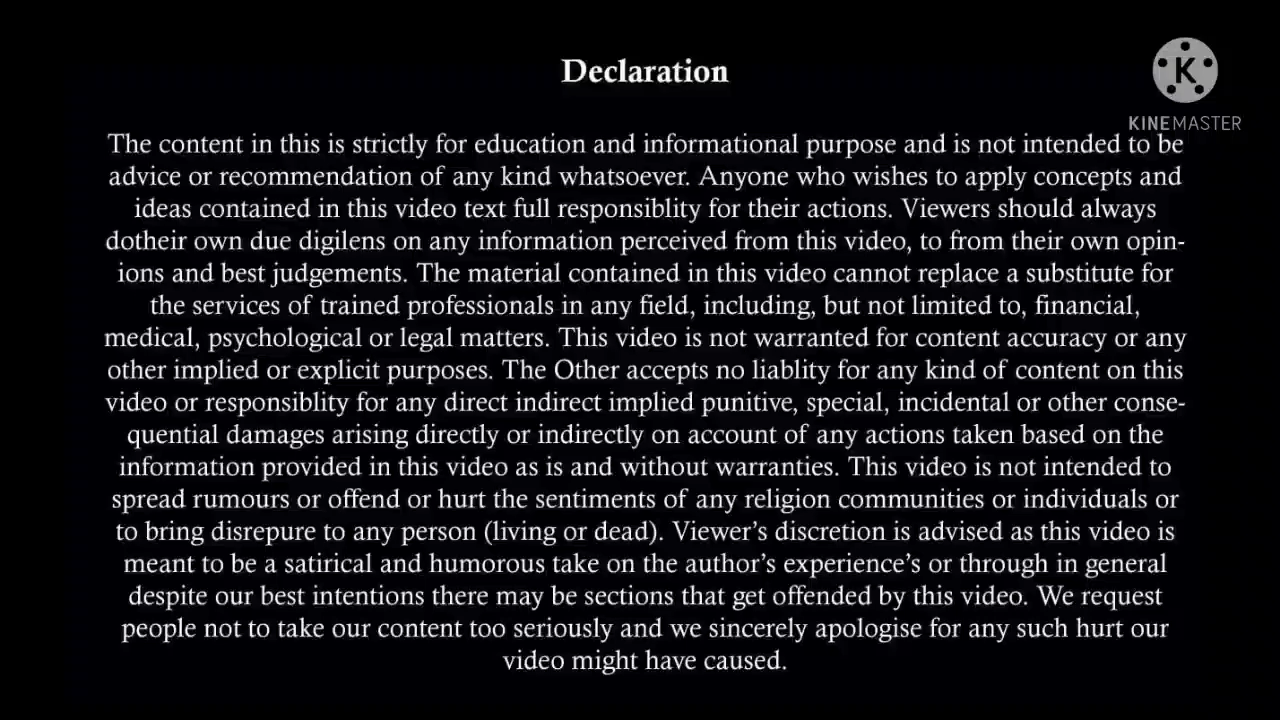 Declaration
K
KINEMASTER
The content in this is strictly for education and informational purpose and is not intended to be
advice or recommendation of any kind whatsoever. Anyone who wishes to apply concepts and
ideas contained in this video text full responsiblity for their actions. Viewers should always
dotheir own due digilens on any information perceived from this video, to from their own opin-
ions and best judgements. The material contained in this video cannot replace a substitute for
the services of trained professionals in any field, including, but not limited to, financial,
medical, psychological or legal matters. This video is not warranted for content accuracy or any
other implied or explicit purposes. The Other accepts no liablity for any kind of content on this
video or responsiblity for any direct indirect implied punitive, special, incidental or other conse-
quential damages arising directly or indirectly on account of any actions taken based on the
information provided in this video as is and without warranties. This video is not intended to
spread rumours or offend or hurt the sentiments of any religion communities or individuals or
to bring disrepure to any person (living or dead). Viewer's discretion is advised as this video is
meant to be a satirical and humorous take on the author's experience's or through in general
despite our best intentions there may be sections that get offended by this video. We request
people not to take our content too seriously and we sincerely apologise for any such hurt our
video might have caused.